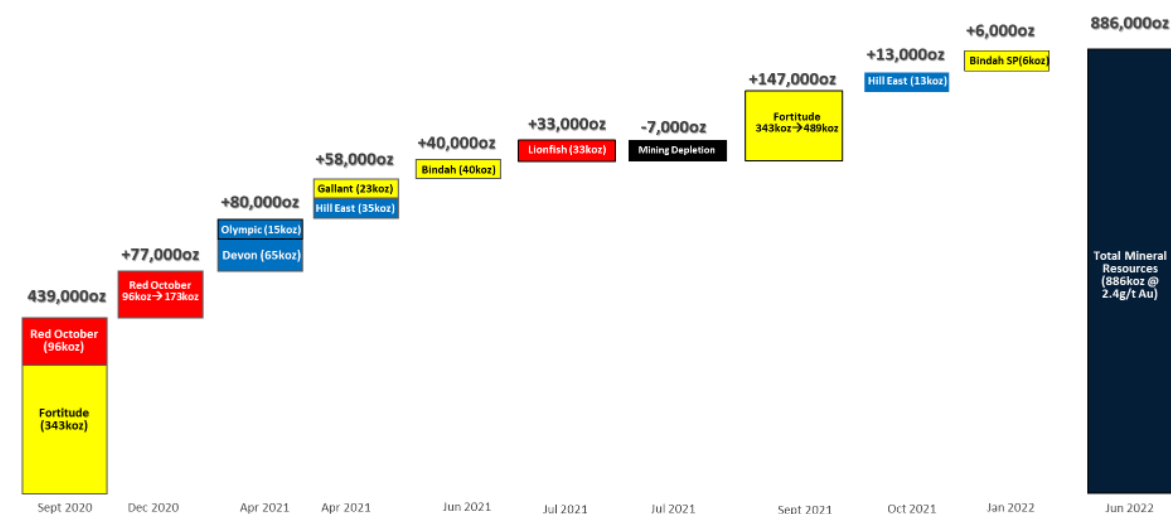 439,000oz
Red October
(96koz)
Fortitude
(343koz)
Sept 2020
+77,000oz
Red October
96koz→173koz
Dec 2020
+80,000oz
Olympic (15koz)
Devon (65koz)
Apr 2021
+58,000oz
Gallant (23koz)
Hill East (35koz)
Apr 2021
+40,000oz
Bindah (40koz)
Jun 2021
+33,000oz
Lionfish (33koz)
Jul 2021
-7,000oz
Mining Depletion
Jul 2021
+147,000oz
Fortitude
343koz→489koz
Sept 2021
+13,000oz
Hill East (13koz)
Oct 2021
+6,000oz
Bindah SP(6koz)
Jan 2022
886,000oz
Total Mineral
Resources
(886koz @
2.4g/t Au)
Jun 2022